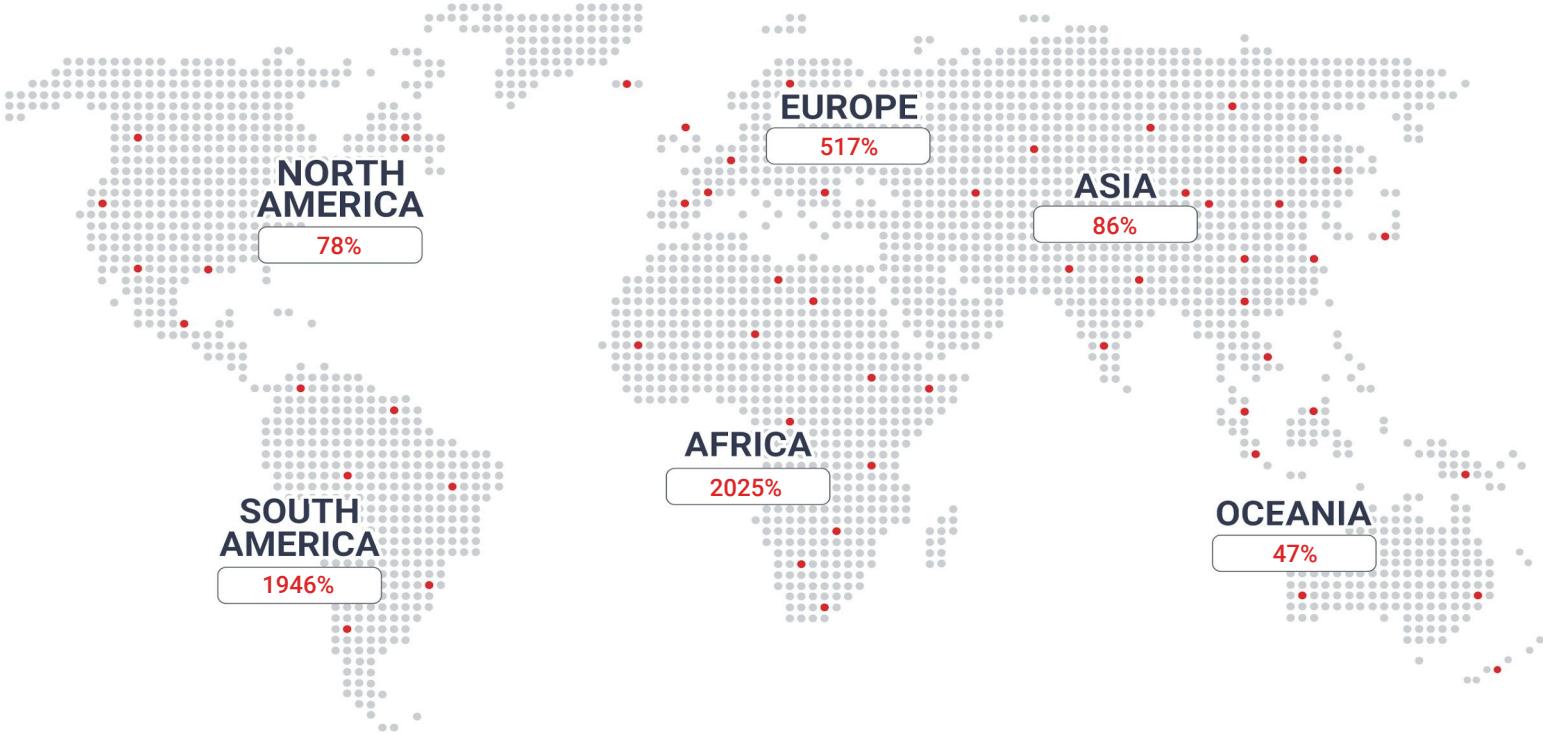 EUROPE
517%
NORTH
AMERICA
78%
ASIA
86%
AFRICA
2025%
SOUTH
AMERICA
1946%
OCEANIA
47%